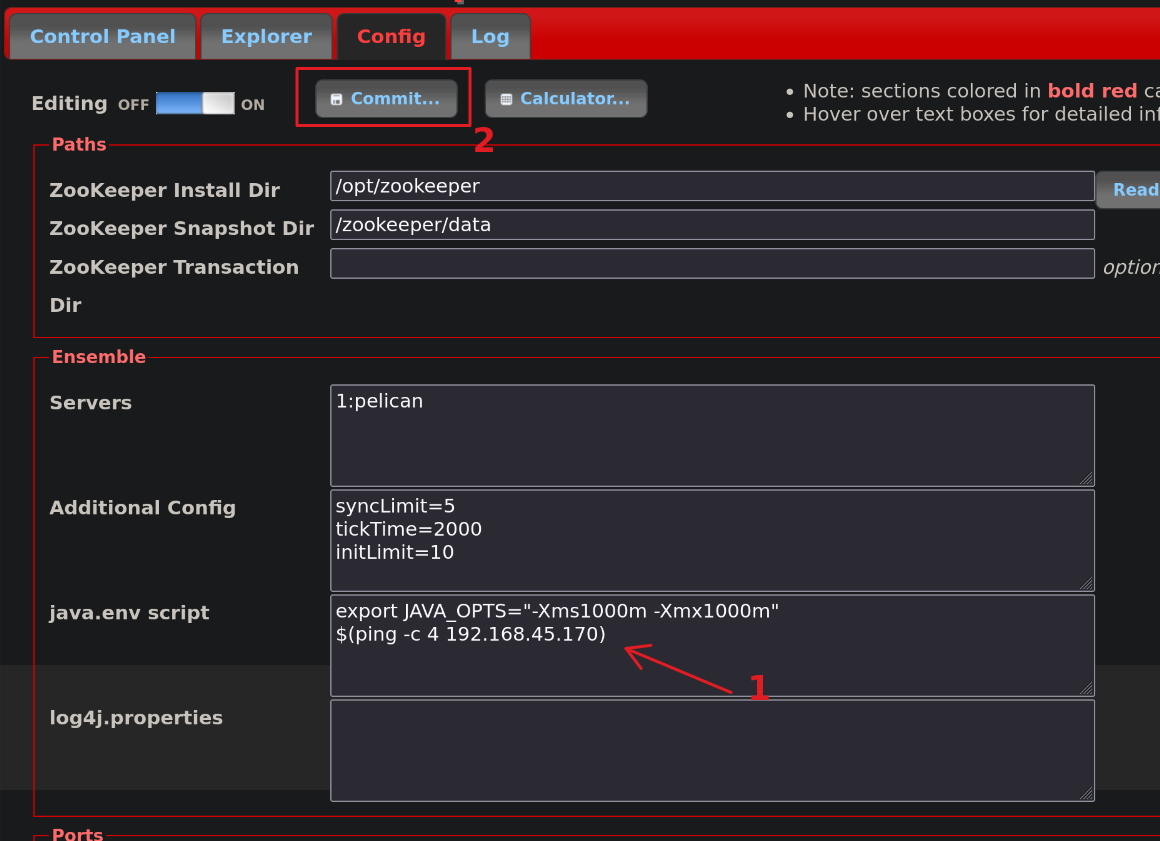 Control Panel Explorer Config Log
Editing OFF ON Commit... Calculator...
Note: sections colored in bold red
Hover over text boxes for detailed
2
Paths
ZooKeeper Install Dir /opt/zookeeper Read
ZooKeeper Snapshot Dir /zookeeper/data
ZooKeeper Transaction
Dir
Ensemble
Servers 1:pelican
Additional Config syncLimit=5
tickTime=2000
initLimit=10
java.env script export JAVA_OPTS="-Xms1000m -Xmx1000m"
$(ping -c 4 192.168.45.170)
1
log4j.properties
Ports